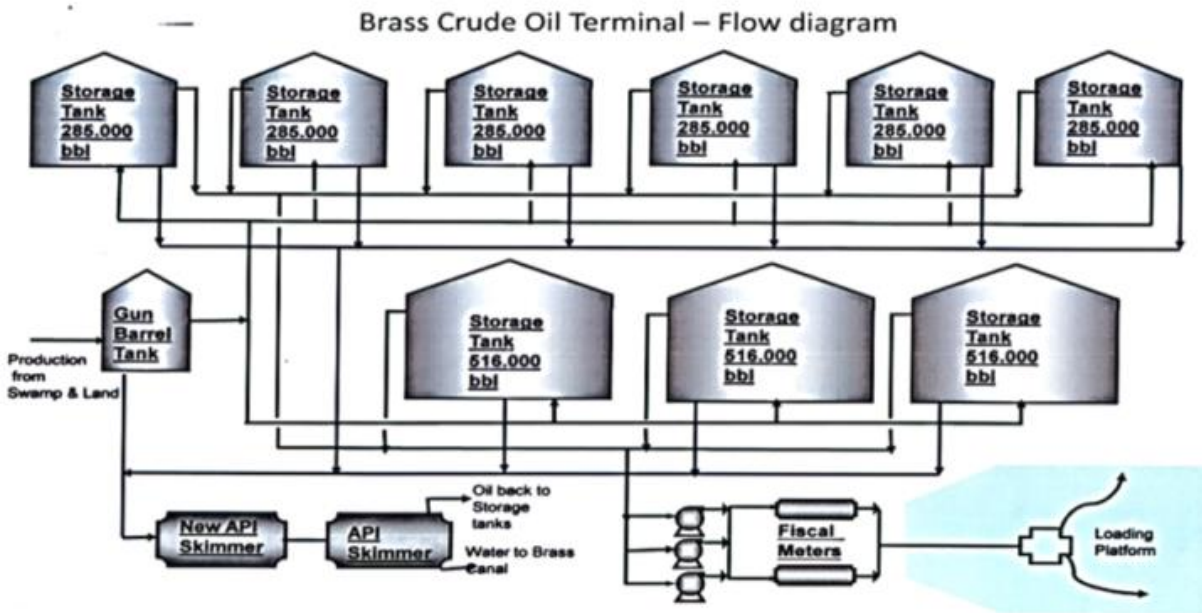 Brass Crude Oil Terminal – Flow diagram
Storage
Tank
285.000
bbl
Storage
Tank
285.000
bbl
Storage
Tank
285.000
bbl
Storage
Tank
285.000
bbl
Storage
Tank
285.000
bbl
Storage
Tank
285.000
bbl
Gun
Barrel
Tank
Production
from
Swamp & Land
Storage
Tank
516.000
bbl
Storage
Tank
516.000
bbl
Storage
Tank
516.000
bbl
New API
Skimmer
API
Skimmer
Oil back to
Storage
tanks
Water to Brass
Canal
Fiscal
Meters
Loading
Platform